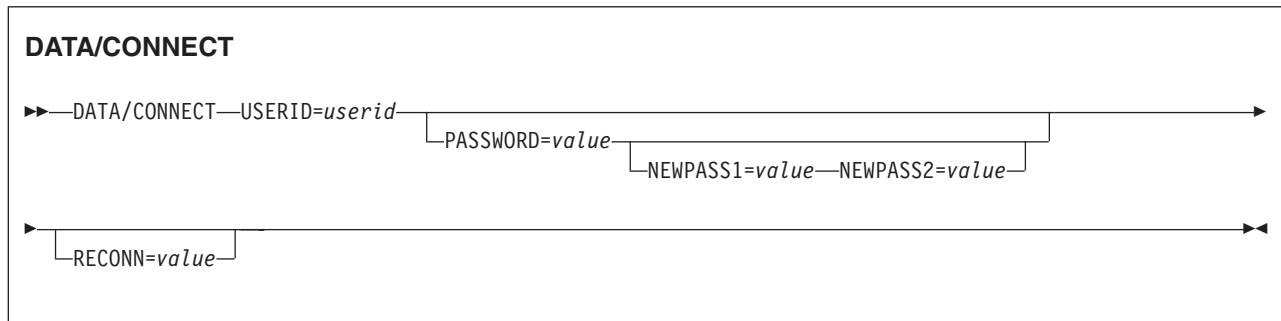 DATA/CONNECT
DATA/CONNECT USERID=userid
PASSWORD=value
NEWPASS1=value NEWPASS2=value
RECONN=value